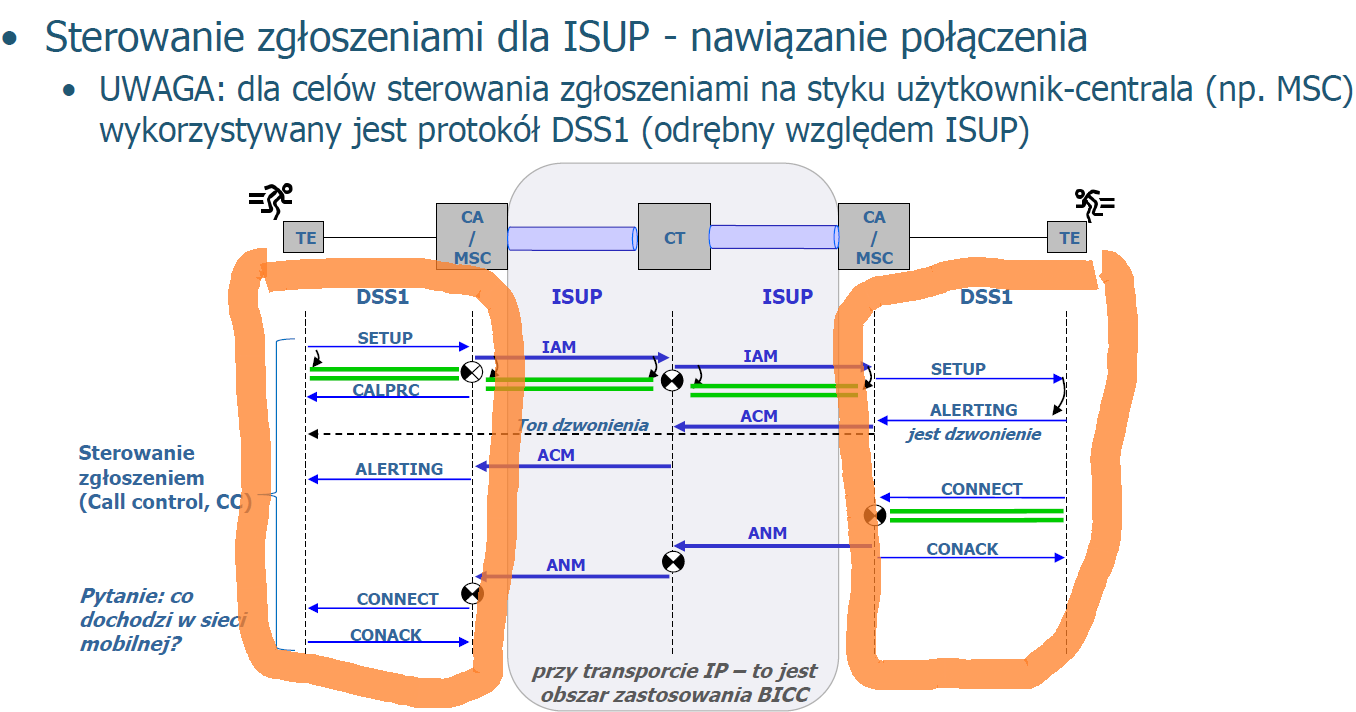 Sterowanie zgłoszeniami dla ISUP - nawiązanie połączenia
UWAGA: dla celów sterowania zgłoszeniami na styku użytkownik-centrala (np. MSC)
wykorzystywany jest protokół DSS1 (odrębny względem ISUP)
TE
CA
/
MSC
CT
CA
/
MSC
TE
DSS1
ISUP
ISUP
DSS1
SETUP
IAM
IAM
SETUP
CALPRC
ACM
ALERTING
Ton dzwonienia
jest dzwonienie
ACM
ALERTING
Sterowanie
zgłoszeniem
(Call control, CC)
CONNECT
ANM
CONACK
ANM
CONNECT
CONACK
Pytanie: co
dochodzi w sieci
mobilnej?
przy transporcie IP – to jest
obszar zastosowania BICC